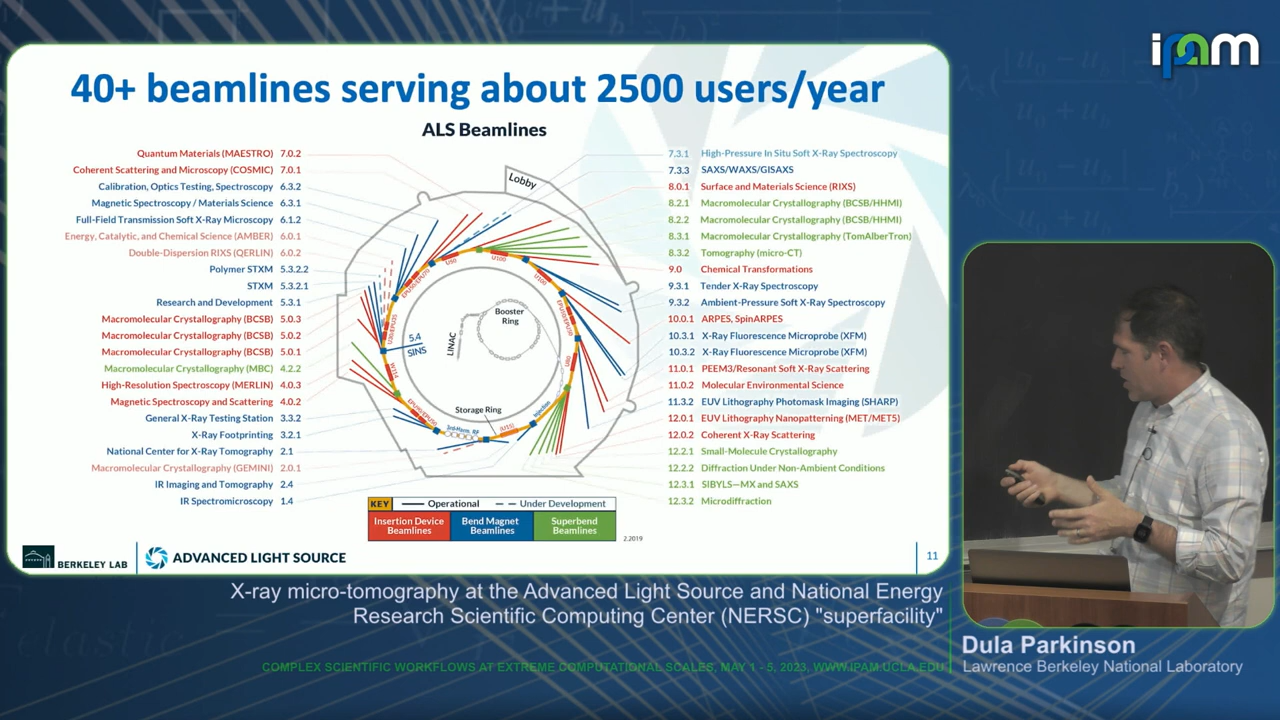 ipam
40+ beamlines serving about 2500 users/year
ALS Beamlines
Quantum Materials (MAESTRO) 7.0.2
Coherent Scattering and Microscopy (COSMIC) 7.0.1
Calibration, Optics Testing, Spectroscopy 6.3.2
Magnetic Spectroscopy / Materials Science 6.3.1
Full-Field Transmission Soft X-Ray Microscopy 6.1.2
Energy, Catalytic, and Chemical Science (AMBER) 6.0.1
Double-Dispersion RIXS (QERLIN) 6.0.2
Polymer STXM 5.3.2.2
STXM 5.3.2.1
Research and Development 5.3.1
Macromolecular Crystallography (BCSB) 5.0.3
Macromolecular Crystallography (BCSB) 5.0.2
Macromolecular Crystallography (BCSB) 5.0.1
Macromolecular Crystallography (MBC) 4.2.2
High-Resolution Spectroscopy (MERLIN) 4.0.3
Magnetic Spectroscopy and Scattering 4.0.2
General X-Ray Testing Station 3.3.2
X-Ray Footprinting 3.2.1
National Center for X-Ray Tomography 2.1
Macromolecular Crystallography (GEMINI) 2.0.1
IR Imaging and Tomography 2.4
IR Spectromicroscopy 1.4
Lobby
U50
U100
U100
U80
(U15)
Injection
3rd-Harm. RF
W114
Booster
Ring
LINAC
5.4
SINS
Storage Ring
7.3.1 High-Pressure In Situ Soft X-Ray Spectroscopy
7.3.3 SAXS/WAXS/GISAXS
8.0.1 Surface and Materials Science (RIXS)
8.2.1 Macromolecular Crystallography (BCSB/HHMI)
8.2.2 Macromolecular Crystallography (BCSB/HHMI)
8.3.1 Macromolecular Crystallography (TomAlberTron)
8.3.2 Tomography (micro-CT)
9.0 Chemical Transformations
9.3.1 Tender X-Ray Spectroscopy
9.3.2 Ambient-Pressure Soft X-Ray Spectroscopy
10.0.1 ARPES, SpinARPES
10.3.1 X-Ray Fluorescence Microprobe (XFM)
10.3.2 X-Ray Fluorescence Microprobe (XFM)
11.0.1 PEEM3/Resonant Soft X-Ray Scattering
11.0.2 Molecular Environmental Science
11.3.2 EUV Lithography Photomask Imaging (SHARP)
12.0.1 EUV Lithography Nanopatterning (MET/MET5)
12.0.2 Coherent X-Ray Scattering
12.2.1 Small-Molecule Crystallography
12.2.2 Diffraction Under Non-Ambient Conditions
12.3.1 SIBYLS—MX and SAXS
12.3.2 Microdiffraction
KEY Operational Under Development
Insertion Device
Beamlines
Bend Magnet
Beamlines
Superbend
Beamlines
2.2019
BERKELEY LAB
ADVANCED LIGHT SOURCE
11
X-ray micro-tomography at the Advanced Light Source and National Energy
Research Scientific Computing Center (NERSC) "superfacility"
Dula Parkinson
Lawrence Berkeley National Laboratory
COMPLEX SCIENTIFIC WORKFLOWS AT EXTREME COMPUTATIONAL SCALES, MAY 1 - 5, 2023, WWW.IPAM.UCLA.EDU